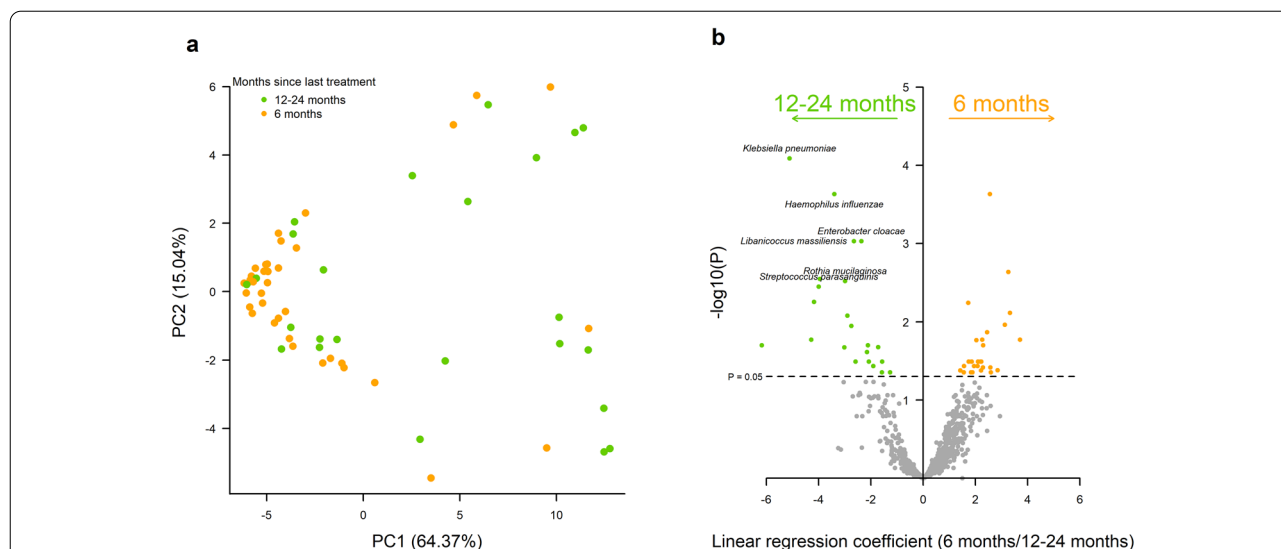 a
Months since last treatment
12-24 months
6 months
6
4
2
0
-2
-4
PC2 (15.04%)
-5
0
5
10
PC1 (64.37%)
b
5
12-24 months
6 months
Klebsiella pneumoniae
4
Haemophilus influenzae
Enterobacter cloacae
Libanicoccus massiliensis
3
Rothia mucilaginosa
Streptococcus parasanguinis
-log10(P)
2
P = 0.05
1
-6
-4
-2
0
2
4
6
Linear regression coefficient (6 months/12-24 months)